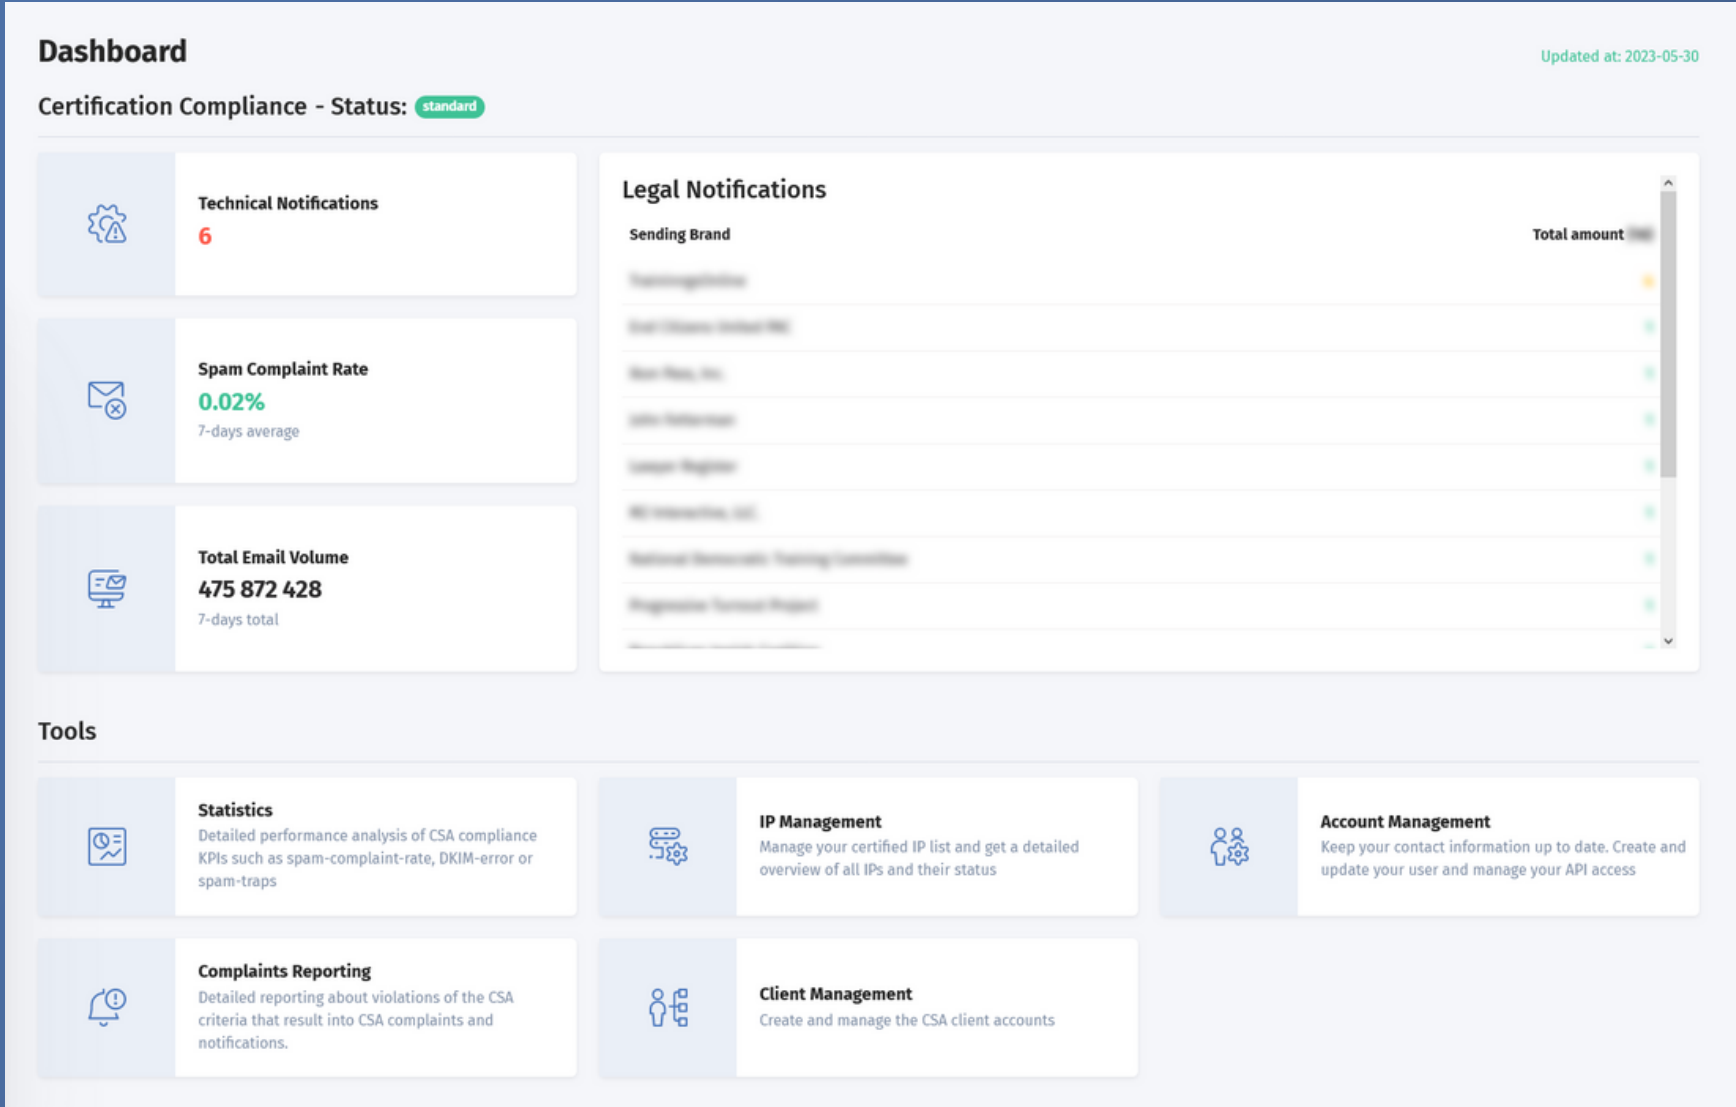 Dashboard
Updated at: 2023-05-30
Certification Compliance - Status: standard
Technical Notifications
6
Spam Complaint Rate
0.02%
7-days average
Total Email Volume
475 872 428
7-days total
Legal Notifications
Sending Brand
Total amount
Tools
Statistics
Detailed performance analysis of CSA compliance
KPIs such as spam-complaint-rate, DKIM-error or
spam-traps
IP Management
Manage your certified IP list and get a detailed
overview of all IPs and their status
Account Management
Keep your contact information up to date. Create and
update your user and manage your API access
Complaints Reporting
Detailed reporting about violations of the CSA
criteria that result into CSA complaints and
notifications.
Client Management
Create and manage the CSA client accounts